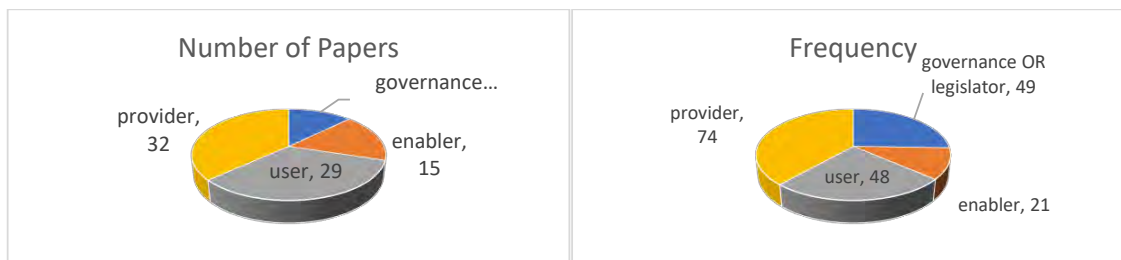 Number of Papers
governance...
provider,
32
enabler,
15
user, 29
Frequency
governance OR
legislator, 49
provider,
74
user, 48
enabler, 21